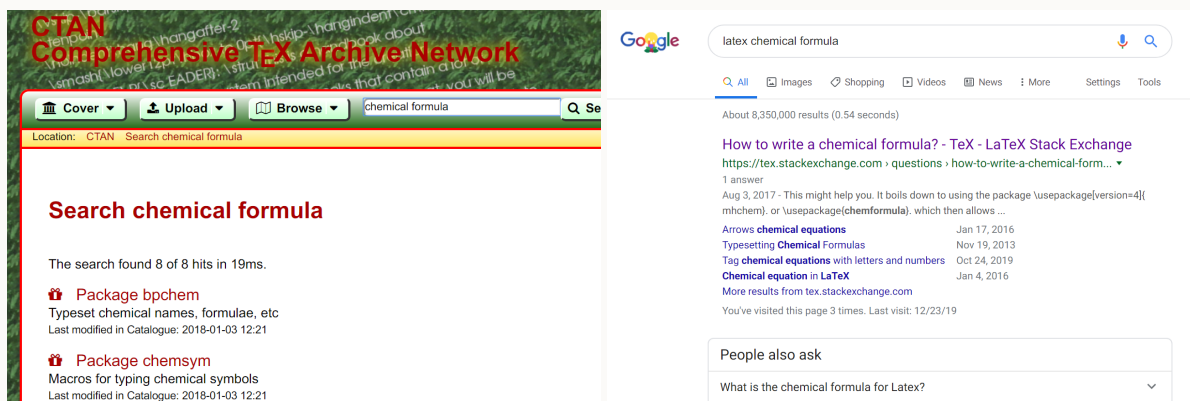 CTAN
Comprehensive TEX Archive Network
Cover
Upload
Browse
chemical formula
Location: CTAN Search chemical formula
Search chemical formula
The search found 8 of 8 hits in 19ms.
Package bpchem
Typeset chemical names, formulae, etc
Last modified in Catalogue: 2018-01-03 12:21
Package chemsym
Macros for typing chemical symbols
Last modified in Catalogue: 2018-01-03 12:21
Google
latex chemical formula
All Images Shopping Videos News More Settings Tools
About 8,350,000 results (0.54 seconds)
How to write a chemical formula? - TeX - LaTeX Stack Exchange
https://tex.stackexchange.com › questions › how-to-write-a-chemical-form...
1 answer
Aug 3, 2017 - This might help you. It boils down to using the package \usepackage[version=4]{
mhchem}. or \usepackage{chemformula}. which then allows ...
Arrows chemical equations Jan 17, 2016
Typesetting Chemical Formulas Nov 19, 2013
Tag chemical equations with letters and numbers Oct 24, 2019
Chemical equation in LaTeX Jan 4, 2016
More results from tex.stackexchange.com
You've visited this page 3 times. Last visit: 12/23/19
People also ask
What is the chemical formula for Latex?